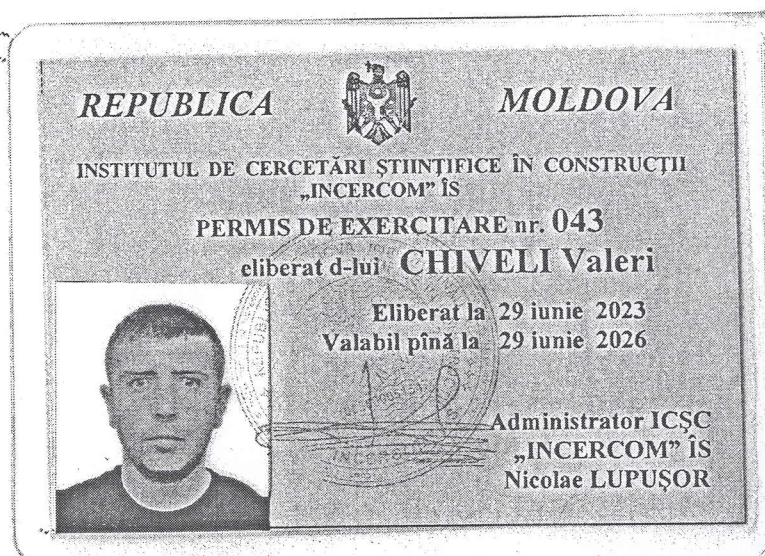 REPUBLICA MOLDOVA
INSTITUTUL DE CERCETĂRI ŞTIINŢIFICE ÎN CONSTRUCŢII
„INCERCOM” ÎS
PERMIS DE EXERCITARE nr. 043
eliberat d-lui CHIVELI Valeri
Eliberat la 29 iunie 2023
Valabil pînă la 29 iunie 2026
Administrator ICŞC
„INCERCOM” ÎS
Nicolae LUPUŞOR